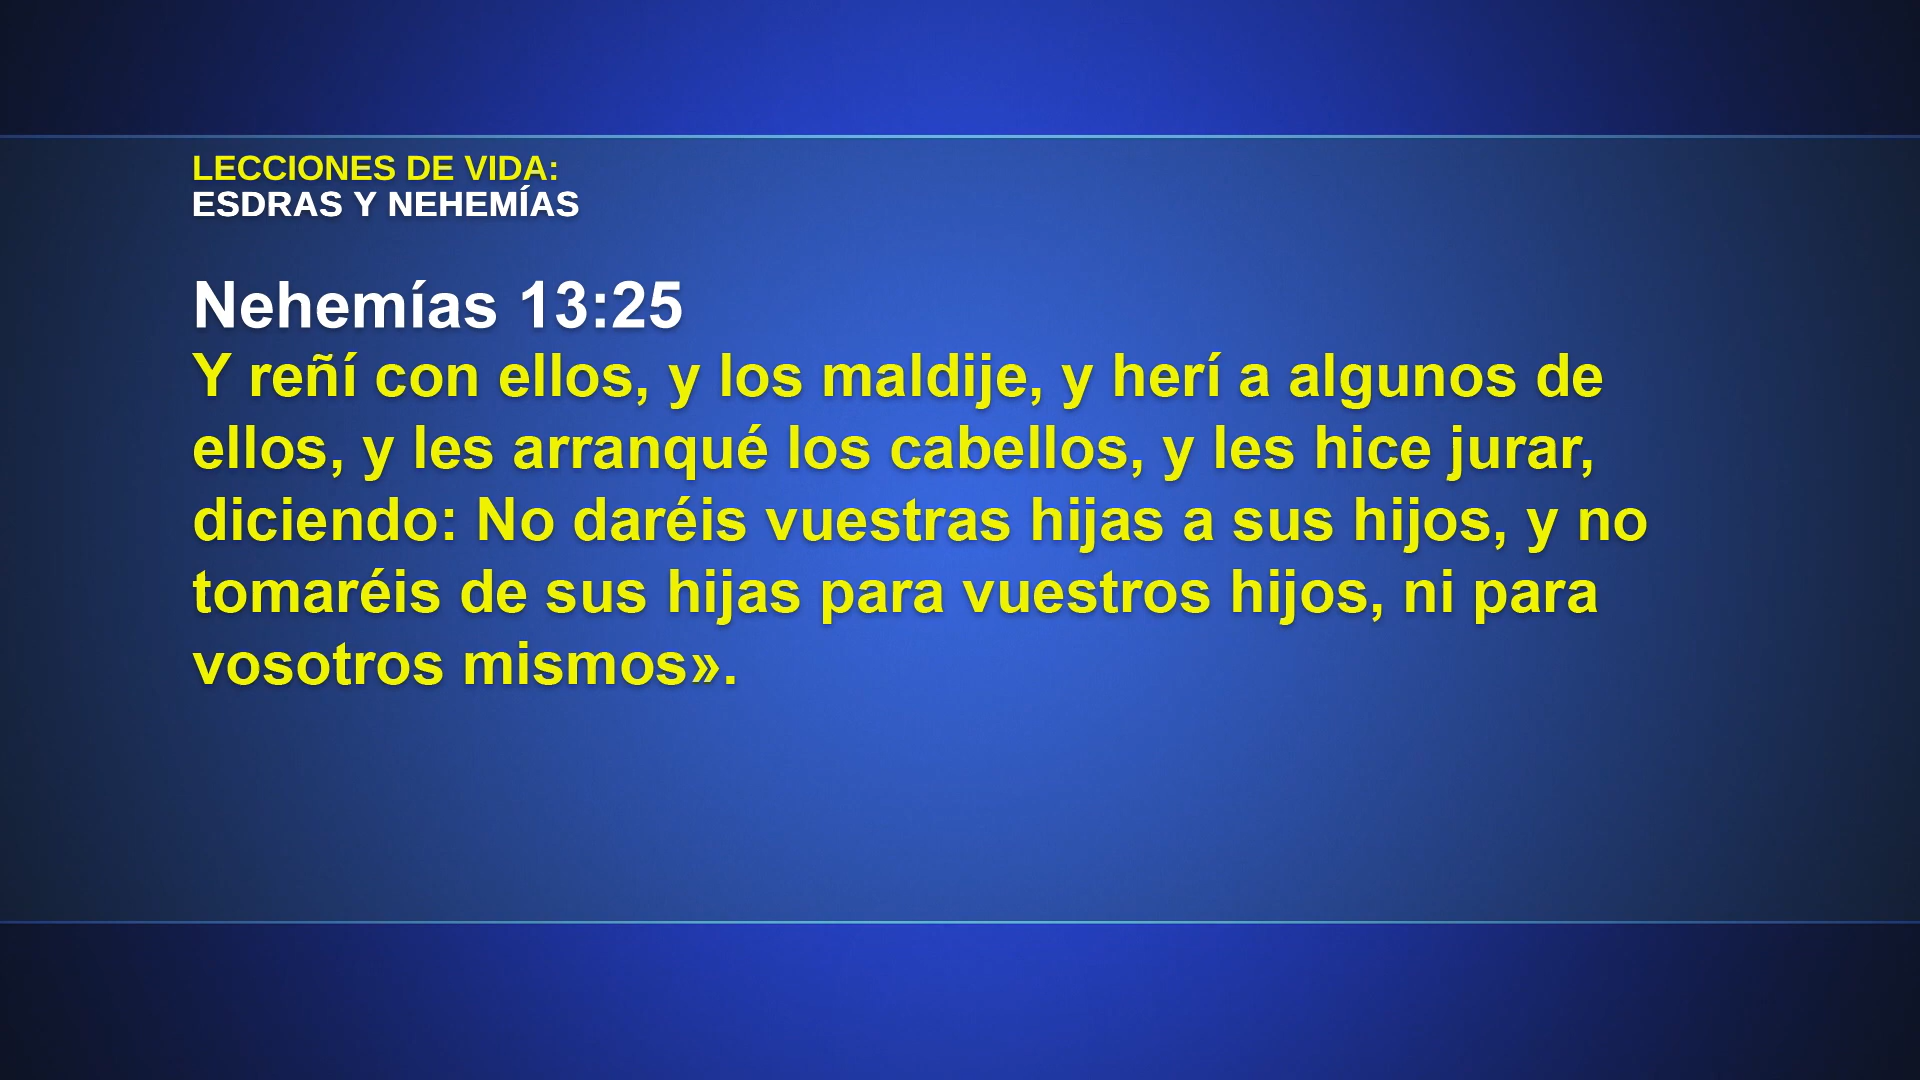 LECCIONES DE VIDA:
ESDRAS Y NEHEMÍAS
Nehemías 13:25
Y reñí con ellos, y los maldije, y herí a algunos de
ellos, y les arranqué los cabellos, y les hice jurar,
diciendo: No daréis vuestras hijas a sus hijos, y no
tomaréis de sus hijas para vuestros hijos, ni para
vosotros mismos».